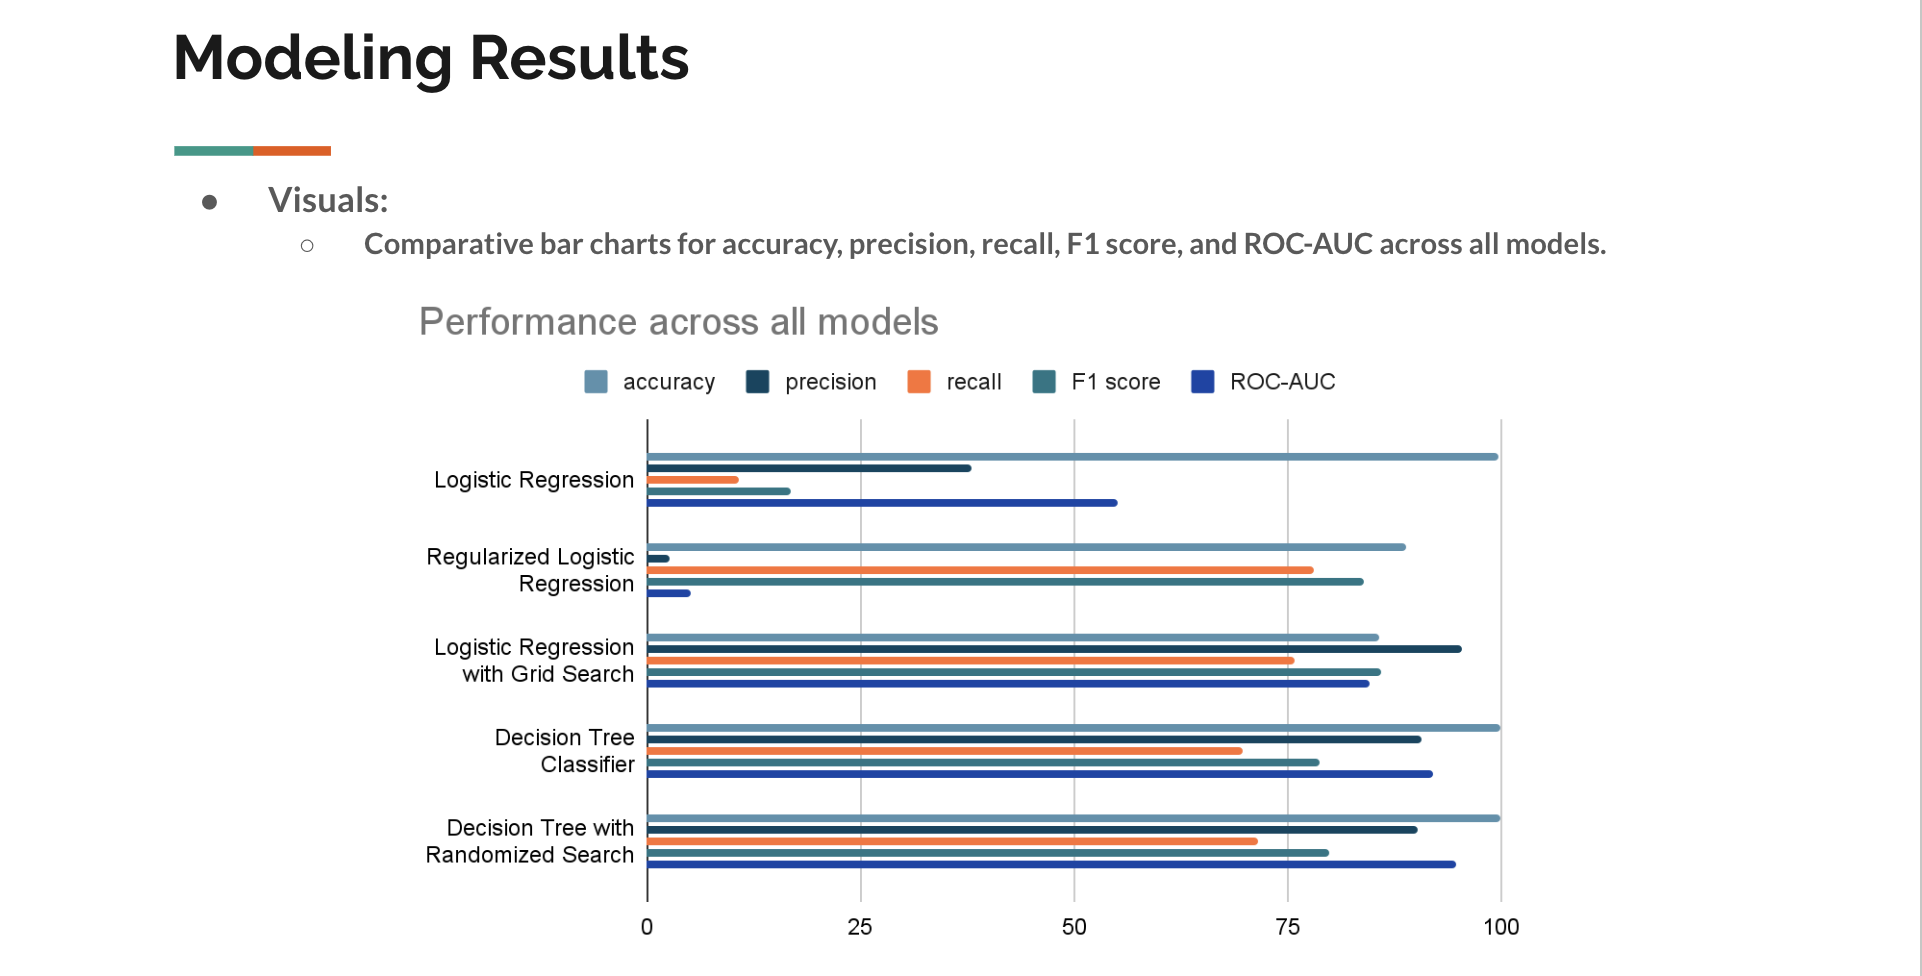 Modeling Results
● Visuals:
○ Comparative bar charts for accuracy, precision, recall, F1 score, and ROC-AUC across all models.
Performance across all models
accuracy precision recall F1 score ROC-AUC
Logistic Regression
Regularized Logistic
Regression
Logistic Regression
with Grid Search
Decision Tree
Classifier
Decision Tree with
Randomized Search
0 25 50 75 100